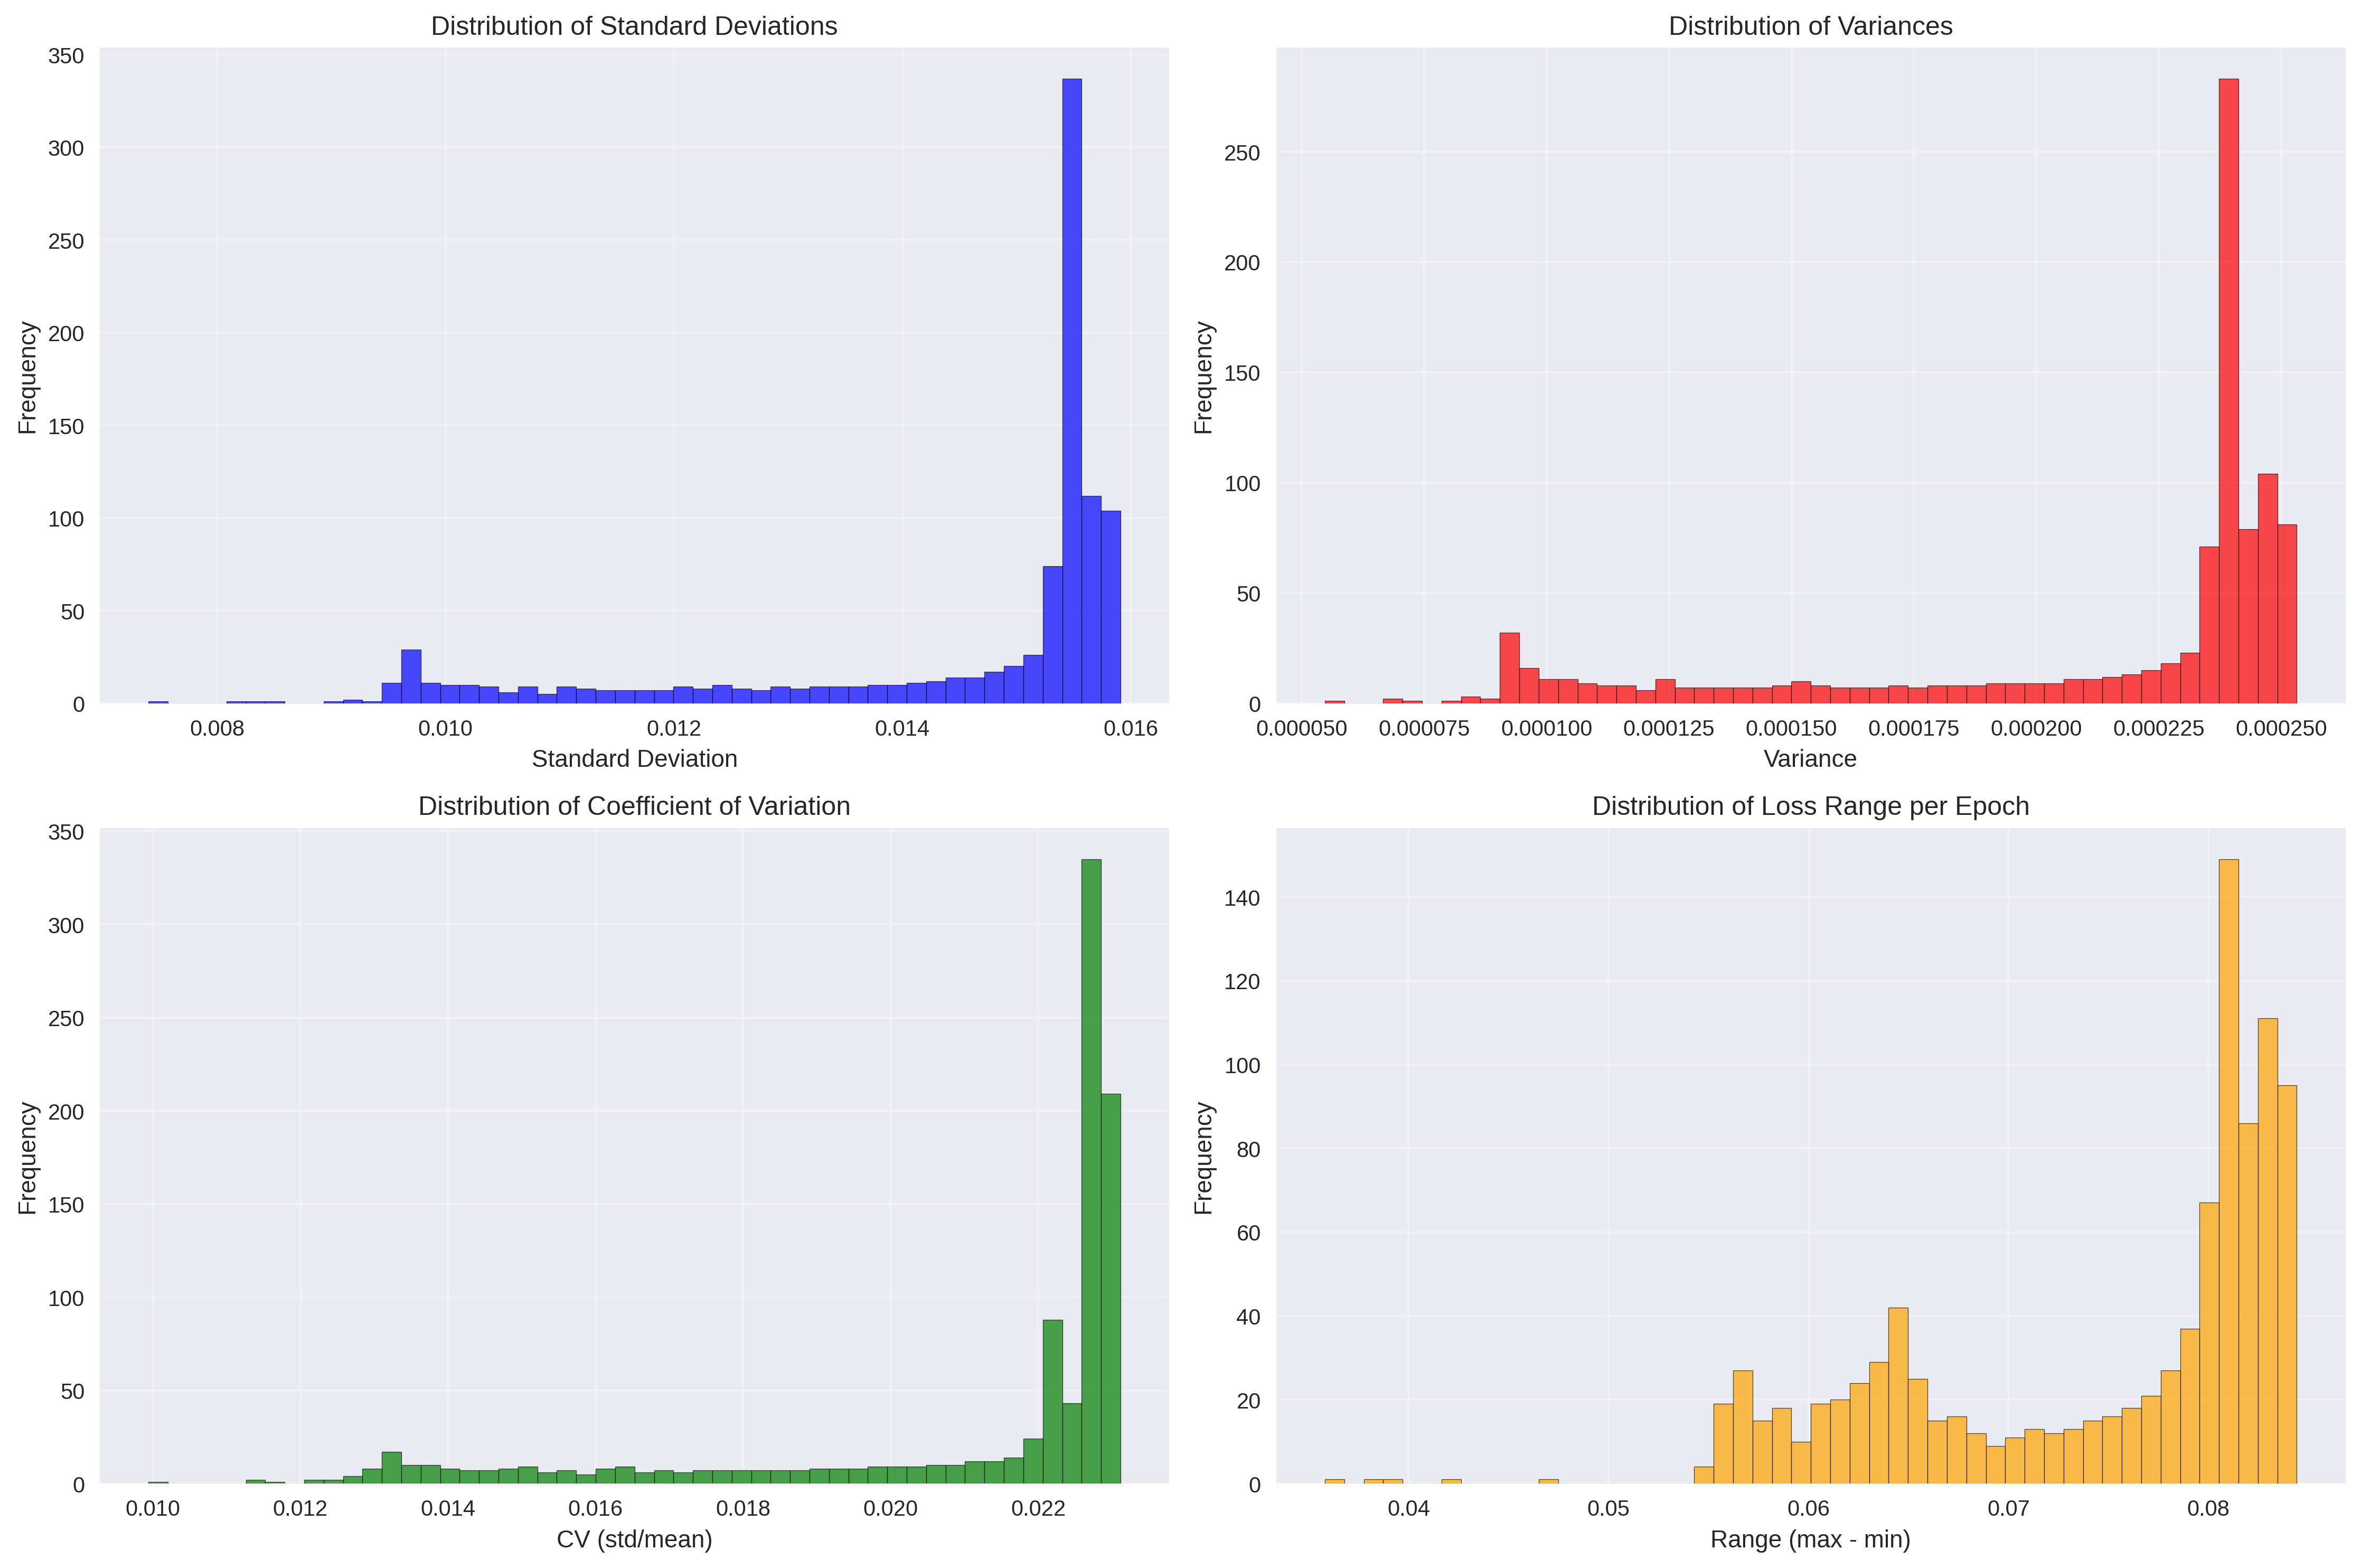 Distribution of Standard Deviations
350
300
250
200
150
100
50
0
Frequency
0.008 0.010 0.012 0.014 0.016
Standard Deviation
Distribution of Variances
250
200
150
100
50
0
Frequency
0.000050 0.000075 0.000100 0.000125 0.000150 0.000175 0.000200 0.000225 0.000250
Variance
Distribution of Coefficient of Variation
350
300
250
200
150
100
50
0
Frequency
0.010 0.012 0.014 0.016 0.018 0.020 0.022
CV (std/mean)
Distribution of Loss Range per Epoch
140
120
100
80
60
40
20
0
Frequency
0.04 0.05 0.06 0.07 0.08
Range (max - min)